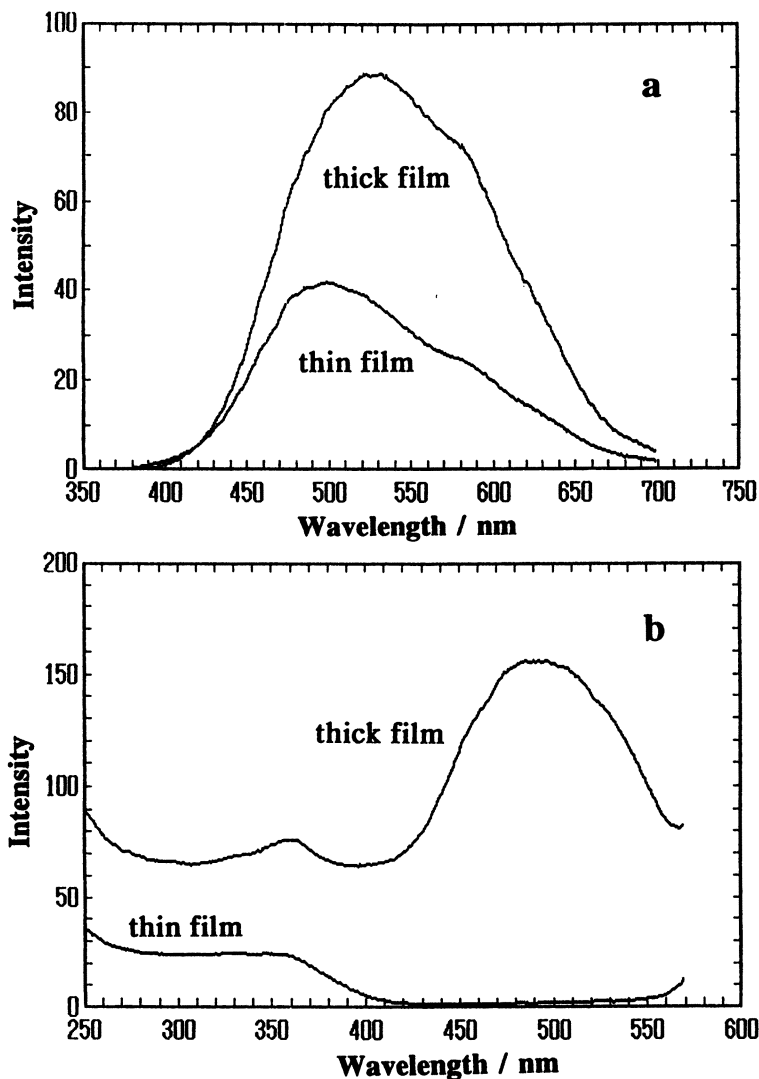 100
80
60
40
20
0
Intensity
a
thick film
thin film
350 400 450 500 550 600 650 700 750
Wavelength / nm
200
150
100
50
0
Intensity
b
thick film
thin film
250 300 350 400 450 500 550 600
Wavelength / nm